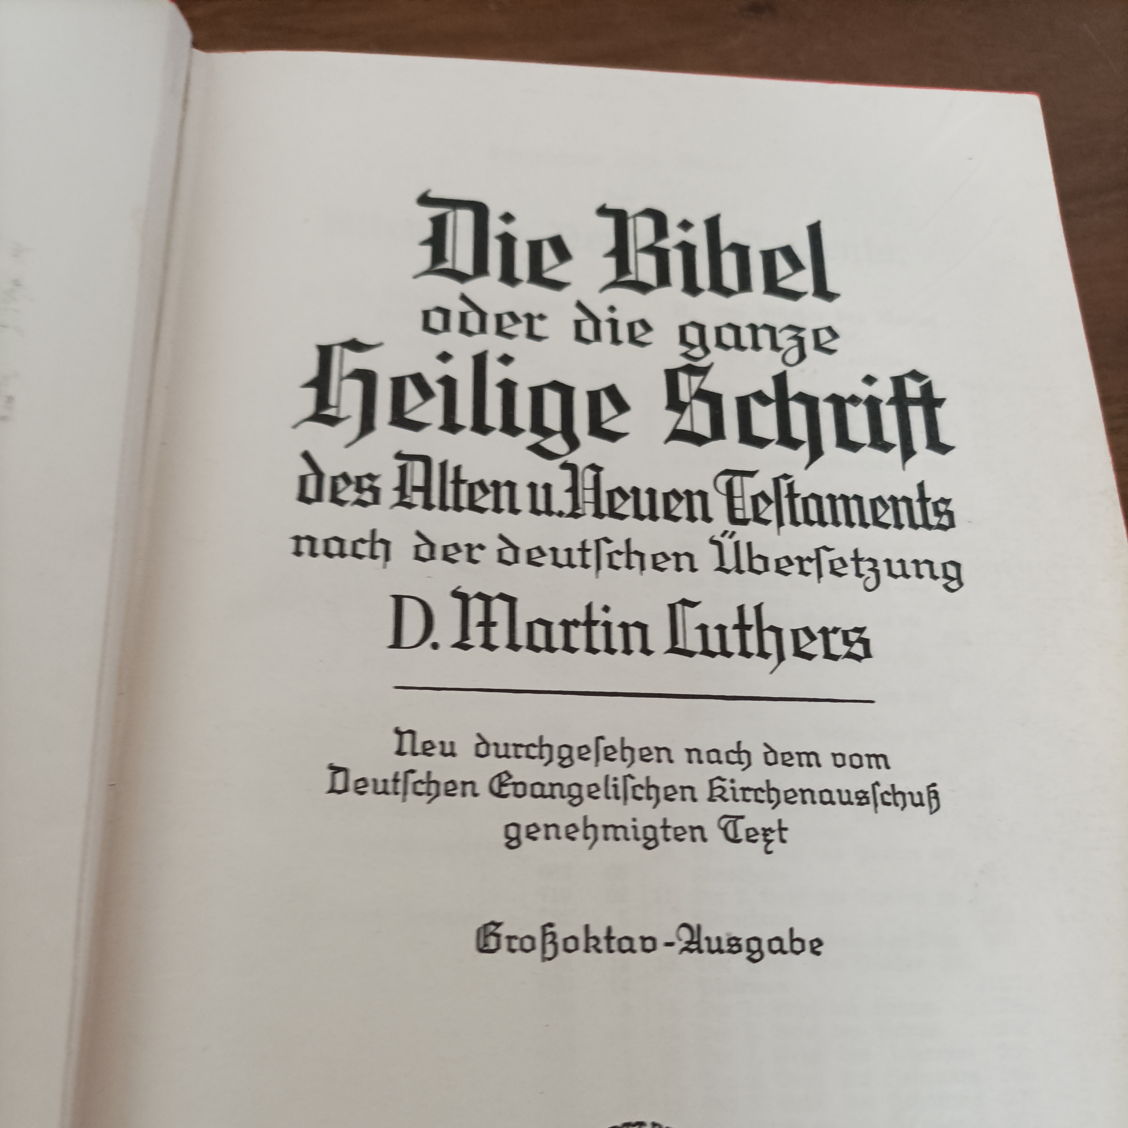 Die Bibel
oder die ganze
Heilige Schrift
des Alten u. Neuen Testaments
nach der deutschen Übersetzung
D. Martin Luthers
Neu durchgesehen nach dem vom
Deutschen Evangelischen Kirchenausschuß
genehmigten Text
Großoktav-Ausgabe